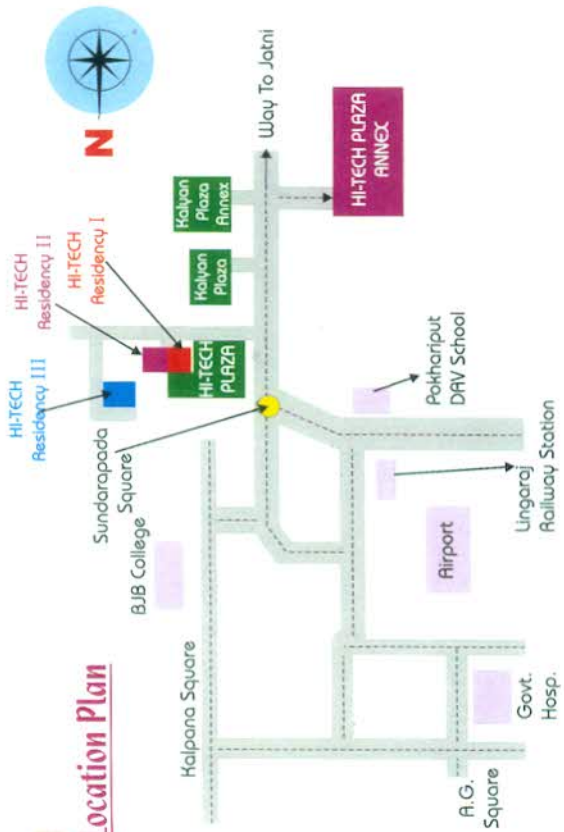 Location Plan
N
HI-TECH
Residency III
HI-TECH
Residency II
HI-TECH
Residency I
Sundarapada
Square
BJB College
Kalpana Square
HI-TECH
PLAZA
Kalyan
Plaza
Kalyan
Plaza
Annex
Way To Jatni
HI-TECH PLAZA
ANNEX
Pokhariput
DAV School
Lingaraj
Railway Station
Airport
Govt.
Hosp.
A.G.
Square